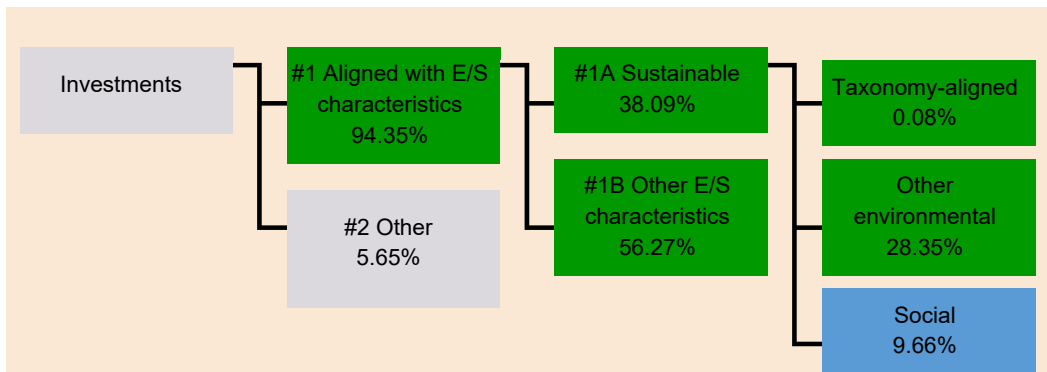 Investments
#1 Aligned with E/S
characteristics
94.35%
#2 Other
5.65%
#1A Sustainable
38.09%
#1B Other E/S
characteristics
56.27%
Taxonomy-aligned
0.08%
Other
environmental
28.35%
Social
9.66%